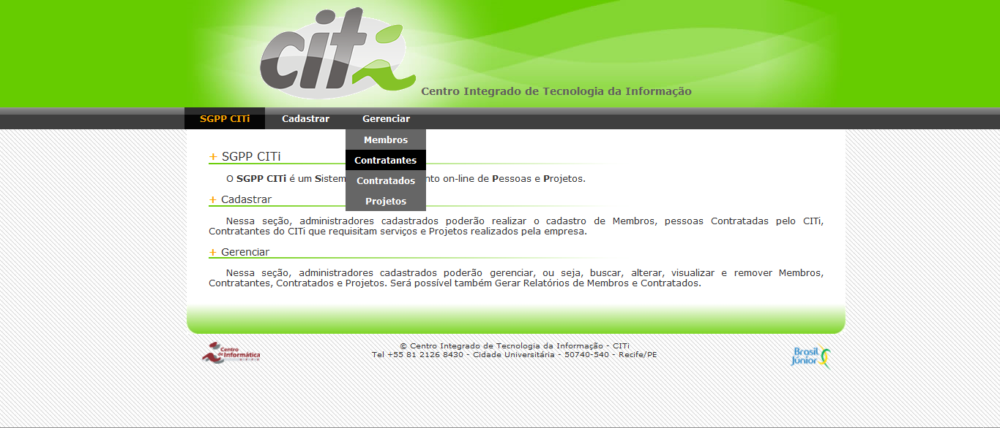 citi
Centro Integrado de Tecnologia da Informação
SGPP CITi Cadastrar Gerenciar
Membros
Contratantes
Contratados
Projetos
+ SGPP CITi
O SGPP CITi é um Sistem nto on-line de Pessoas e Projetos.
+ Cadastrar
Nessa seção, administradores cadastrados poderão realizar o cadastro de Membros, pessoas Contratadas pelo CITi,
Contratantes do CITi que requisitam serviços e Projetos realizados pela empresa.
+ Gerenciar
Nessa seção, administradores cadastrados poderão gerenciar, ou seja, buscar, alterar, visualizar e remover Membros,
Contratantes, Contratados e Projetos. Será possível também Gerar Relatórios de Membros e Contratados.
Centro
de Informática
© Centro Integrado de Tecnologia da Informação - CITi
Tel +55 81 2126 8430 - Cidade Universitária - 50740-540 - Recife/PE
Brasil
Júnior